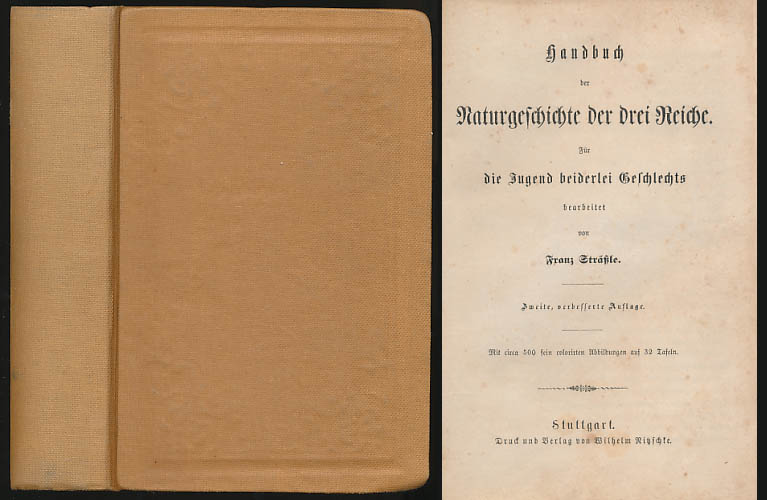 Handbuch
der
Naturgeschichte der drei Reiche.
Für
die Jugend beiderlei Geschlechts
bearbeitet
von
Franz Sträßle.
Zweite, verbesserte Auflage.
Mit circa 500 fein colorirten Abbildungen auf 32 Tafeln.
Stuttgart.
Druck und Verlag von Wilhelm Nitzschke.